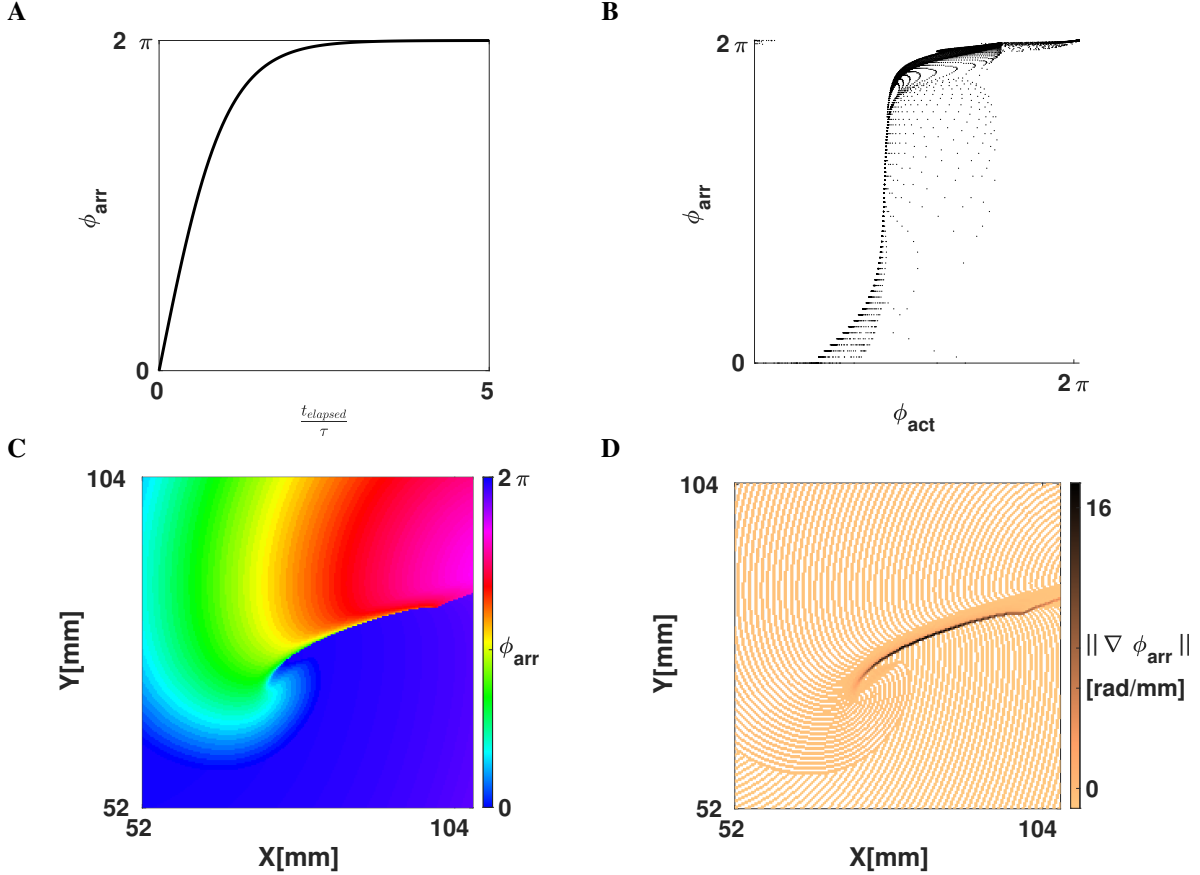 A
2 π
ϕarr
0
0
t_elapsed / τ
5
B
2 π
ϕarr
0
2 π
ϕact
C
104
Y[mm]
52
52
104
X[mm]
2 π
ϕarr
0
D
104
Y[mm]
52
52
104
X[mm]
16
|| ∇ ϕarr ||
[rad/mm]
0